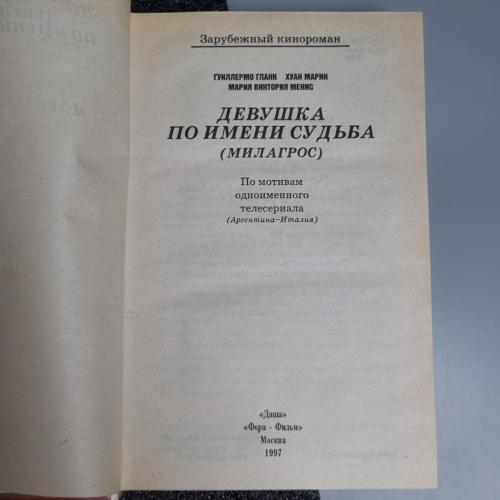 Зарубежный кинороман
ГУИЛЛЕРМО ГЛАНК ХУАН МАРИН
МАРИЯ ВИКТОРИЯ МЕНИС
ДЕВУШКА
ПО ИМЕНИ СУДЬБА
(МИЛАГРОС)
По мотивам
одноименного
телесериала
(Аргентина–Италия)
«Даша»
«Фора - Фильм»
Москва
1997